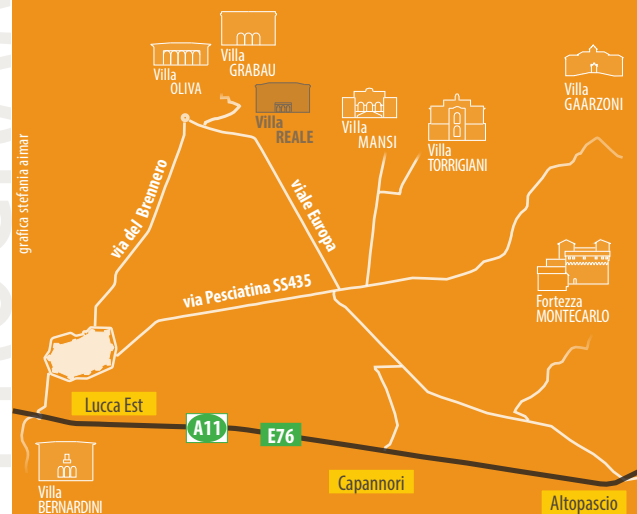 Villa
GRABAU
Villa
OLIVA
Villa
REALE
Villa
MANSI
Villa
TORRIGIANI
Villa
GAARZONI
grafica stefania aimar
via del Brennero
viale Europa
via Pesciatina SS435
Fortezza
MONTECARLO
Lucca Est
A11
E76
Capannori
Altopascio
Villa
BERNARDINI